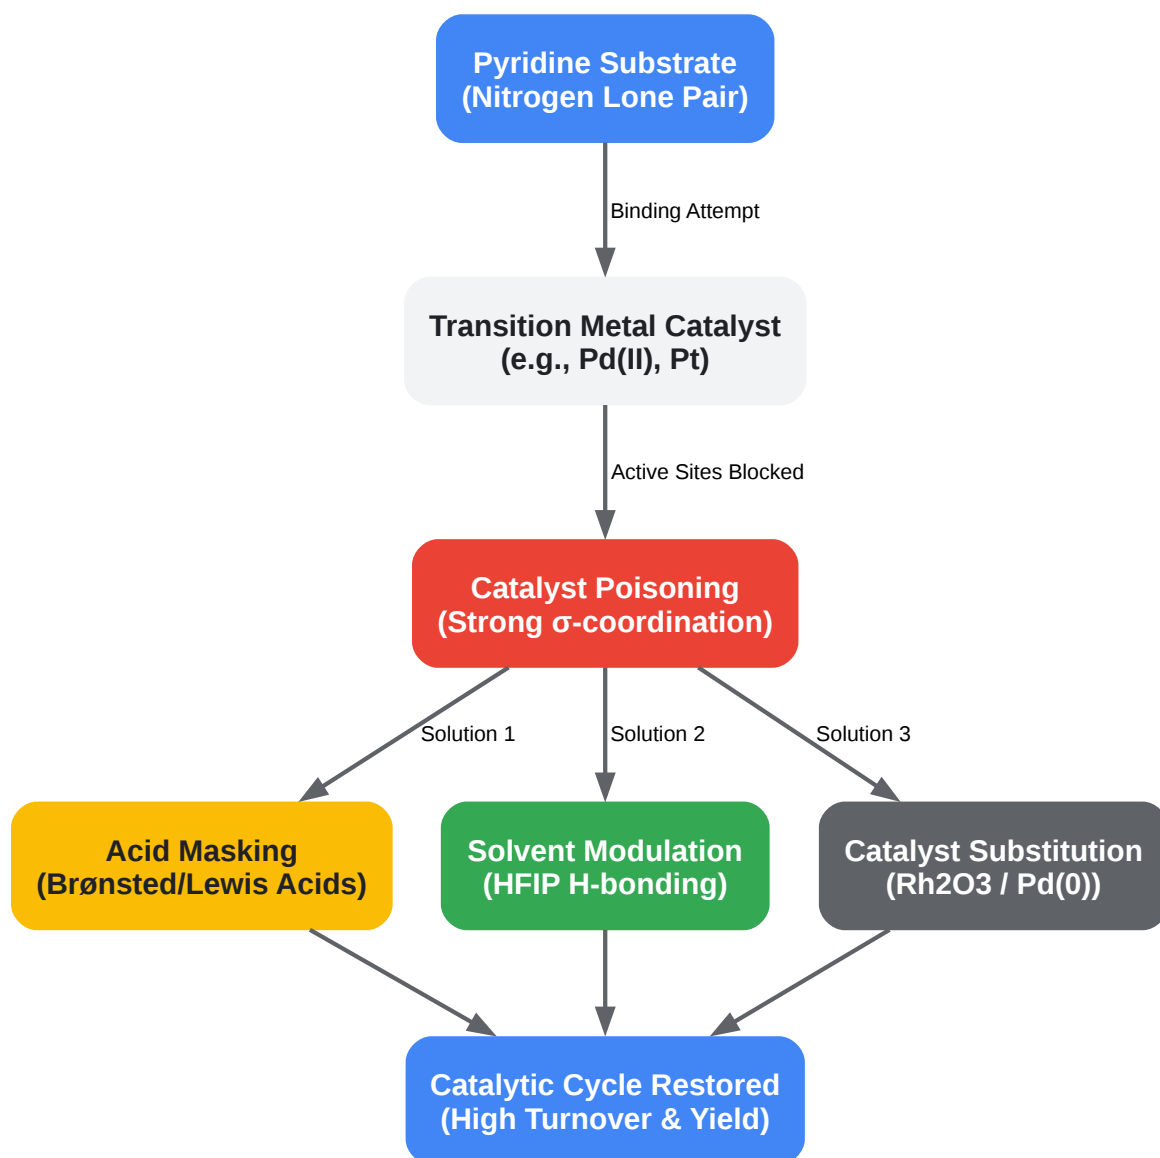 Pyridine Substrate
(Nitrogen Lone Pair)
Binding Attempt
Transition Metal Catalyst
(e.g., Pd(II), Pt)
Active Sites Blocked
Catalyst Poisoning
(Strong σ-coordination)
Solution 1
Solution 2
Solution 3
Acid Masking
(Brønsted/Lewis Acids)
Solvent Modulation
(HFIP H-bonding)
Catalyst Substitution
(Rh2O3 / Pd(0))
Catalytic Cycle Restored
(High Turnover & Yield)